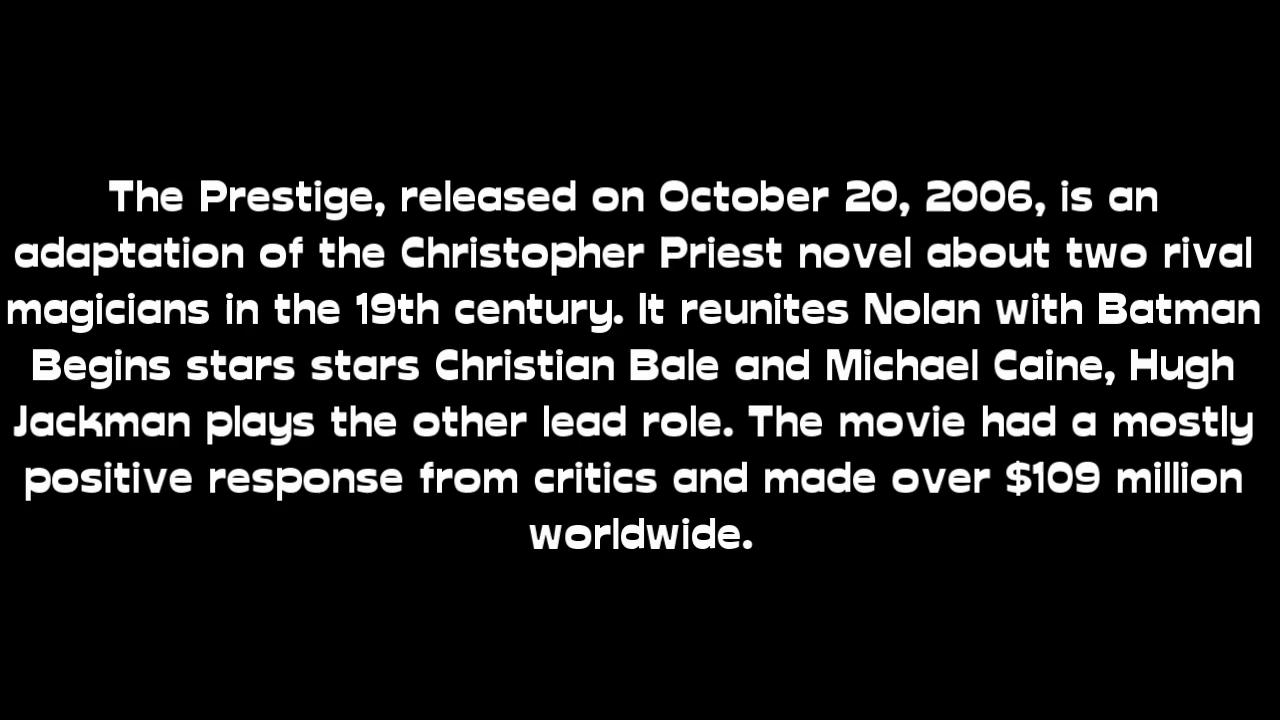 The Prestige, released on October 20, 2006, is an
adaptation of the Christopher Priest novel about two rival
magicians in the 19th century. It reunites Nolan with Batman
Begins stars stars Christian Bale and Michael Caine, Hugh
Jackman plays the other lead role. The movie had a mostly
positive response from critics and made over $109 million
worldwide.